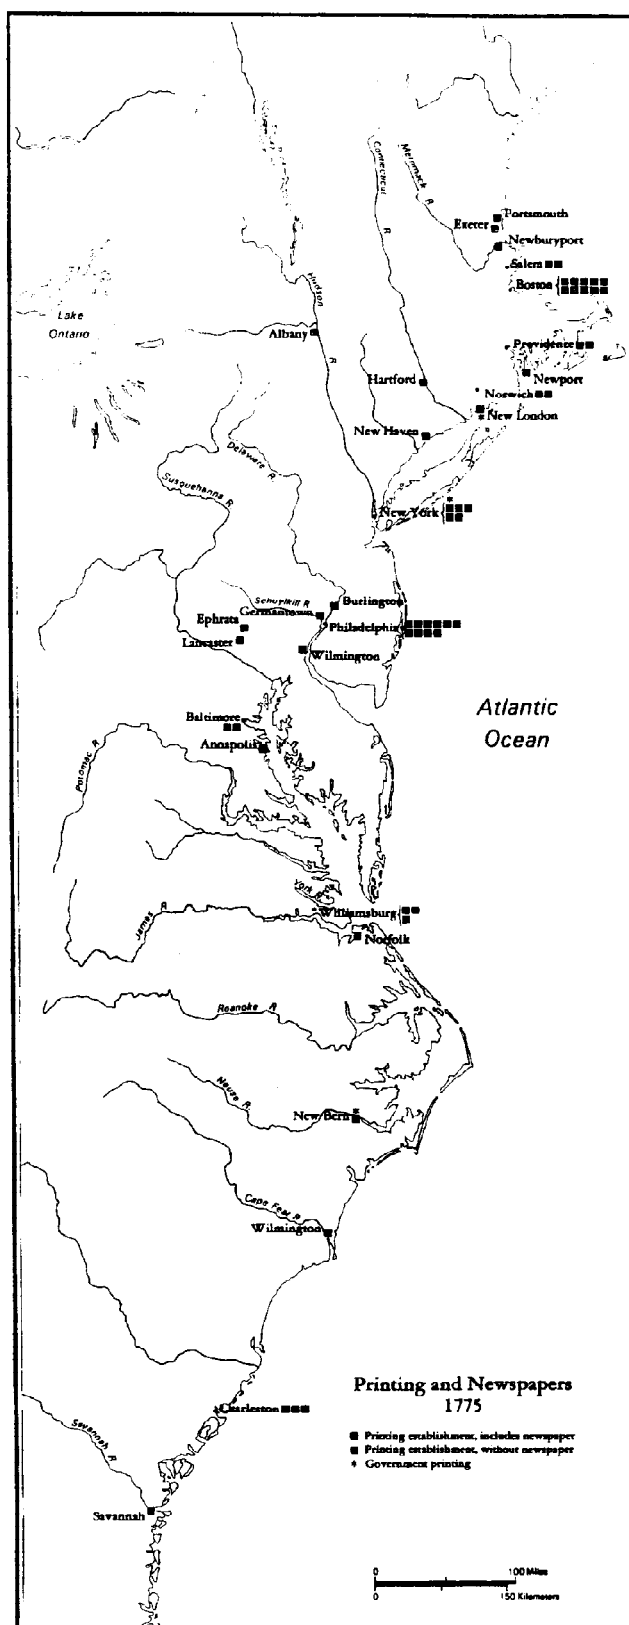 Connecticut R
Merrimack R
Portsmouth
Exeter
Newburyport
Salem
Boston
Hudson R
Lake
Ontario
Albany
Providence
Hartford
Newport
Norwich
New London
New Haven
Delaware R
Susquehanna R
New York
Schuylkill R
Burlington
Germantown
Ephrata
Philadelphia
Lancaster
Wilmington
Atlantic
Ocean
Baltimore
Annapolis
Potomac R
York R
Williamsburg
James R
Norfolk
Roanoke R
Neuse R
New Bern
Cape Fear R
Wilmington
Printing and Newspapers
1775
Charleston
Printing establishment, includes newspaper
Printing establishment, without newspaper
* Government printing
Savannah R
Savannah
0 100 Miles
0 150 Kilometers